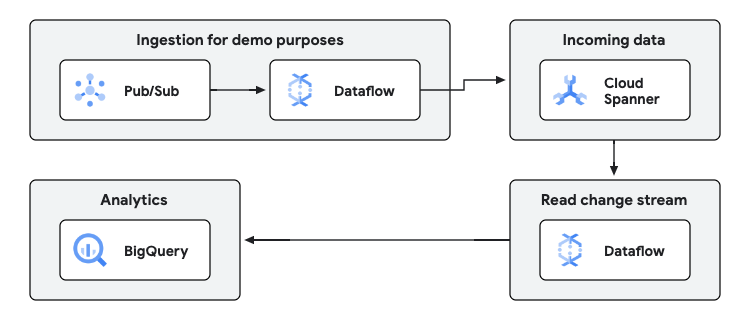 Ingestion for demo purposes
Pub/Sub
Dataflow
Incoming data
Cloud
Spanner
Analytics
BigQuery
Read change stream
Dataflow